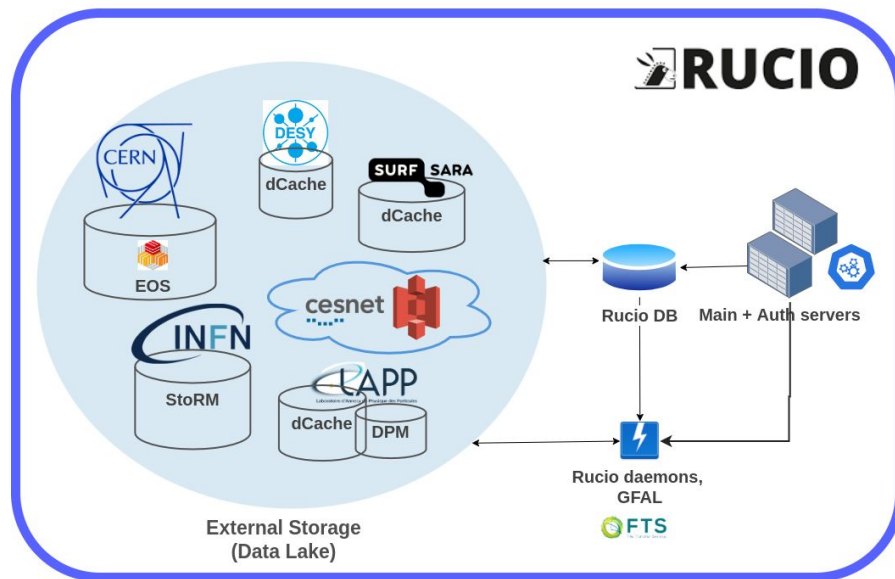 RUCIO
CERN
DESY
dCache
SURF SARA
dCache
EOS
cesnet
INFN
StoRM
LAPP
dCache
DPM
Rucio DB
Main + Auth servers
Rucio daemons,
GFAL
FTS
External Storage
(Data Lake)